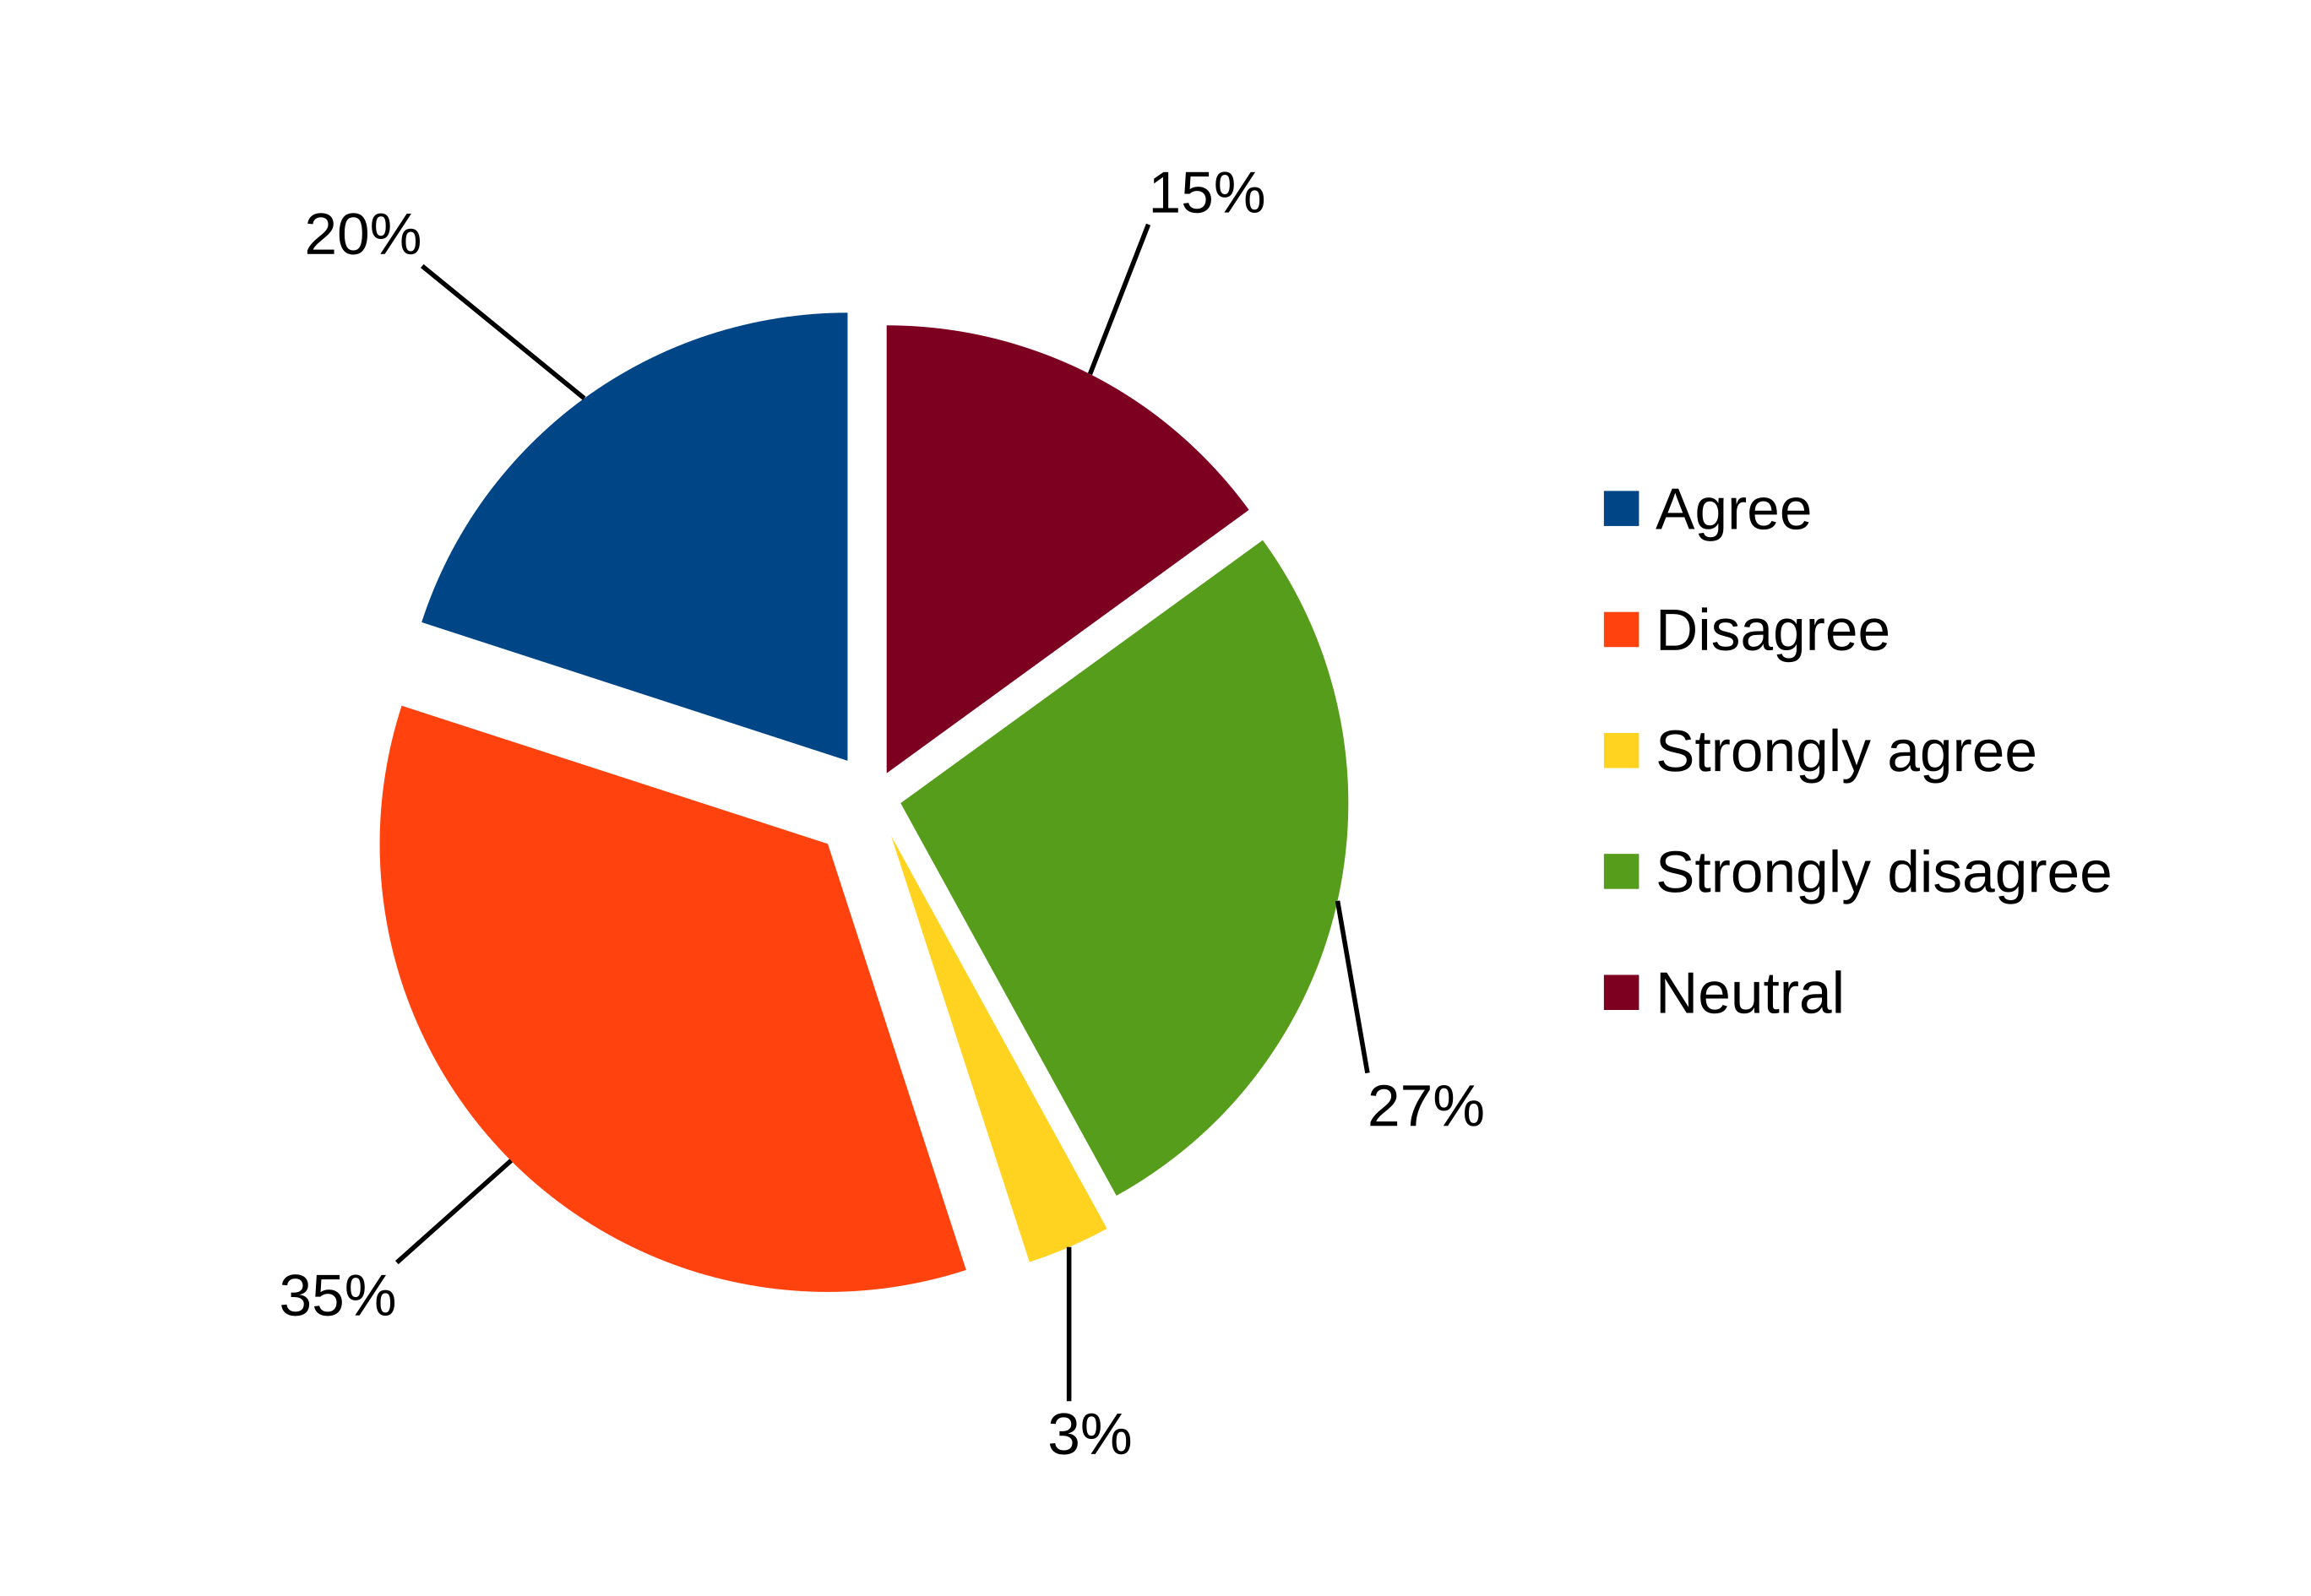 15%
20%
Agree
Disagree
Strongly agree
Strongly disagree
Neutral
27%
35%
3%